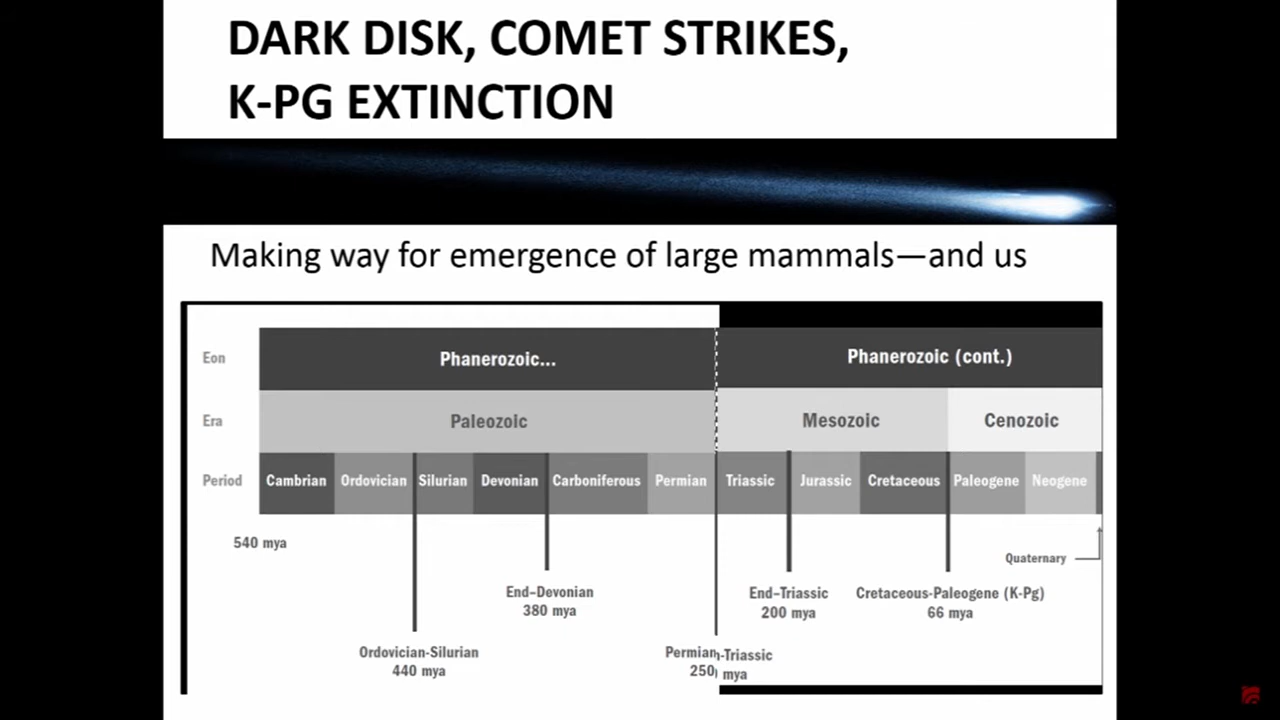 DARK DISK, COMET STRIKES,
K-PG EXTINCTION
Making way for emergence of large mammals—and us
Eon
Phanerozoic...
Phanerozoic (cont.)
Era
Paleozoic
Mesozoic
Cenozoic
Period
Cambrian
Ordovician
Silurian
Devonian
Carboniferous
Permian
Triassic
Jurassic
Cretaceous
Paleogene
Neogene
540 mya
Quaternary
End–Devonian
380 mya
End–Triassic
200 mya
Cretaceous-Paleogene (K-Pg)
66 mya
Ordovician-Silurian
440 mya
Permian-Triassic
250 mya